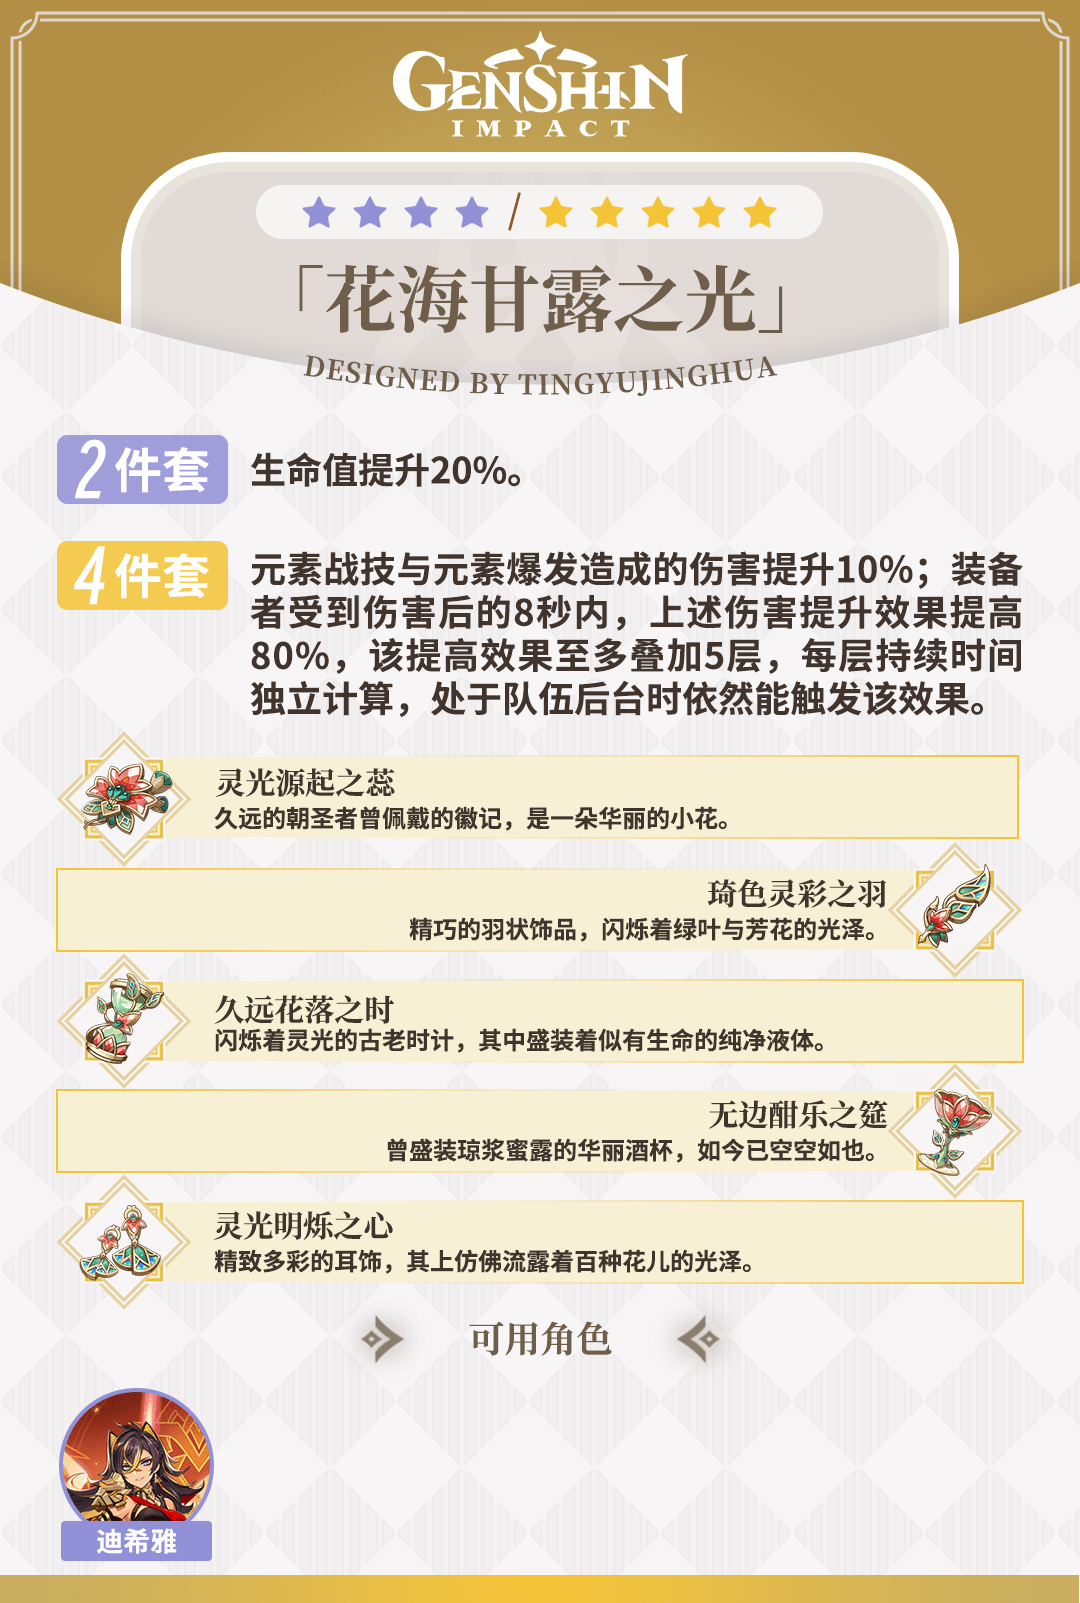 GENSHIN
IMPACT
「花海甘露之光」
DESIGNED BY TINGYUJINGHUA
2件套
生命值提升20%。
4件套
元素战技与元素爆发造成的伤害提升10%；装备
者受到伤害后的8秒内，上述伤害提升效果提高
80%，该提高效果至多叠加5层，每层持续时间
独立计算，处于队伍后台时依然能触发该效果。
灵光源起之蕊
久远的朝圣者曾佩戴的徽记，是一朵华丽的小花。
琦色灵彩之羽
精巧的羽状饰品，闪烁着绿叶与芳花的光泽。
久远花落之时
闪烁着灵光的古老时计，其中盛装着似有生命的纯净液体。
无边酣乐之筵
曾盛装琼浆蜜露的华丽酒杯，如今已空空如也。
灵光明烁之心
精致多彩的耳饰，其上仿佛流露着百种花儿的光泽。
可用角色
迪希雅